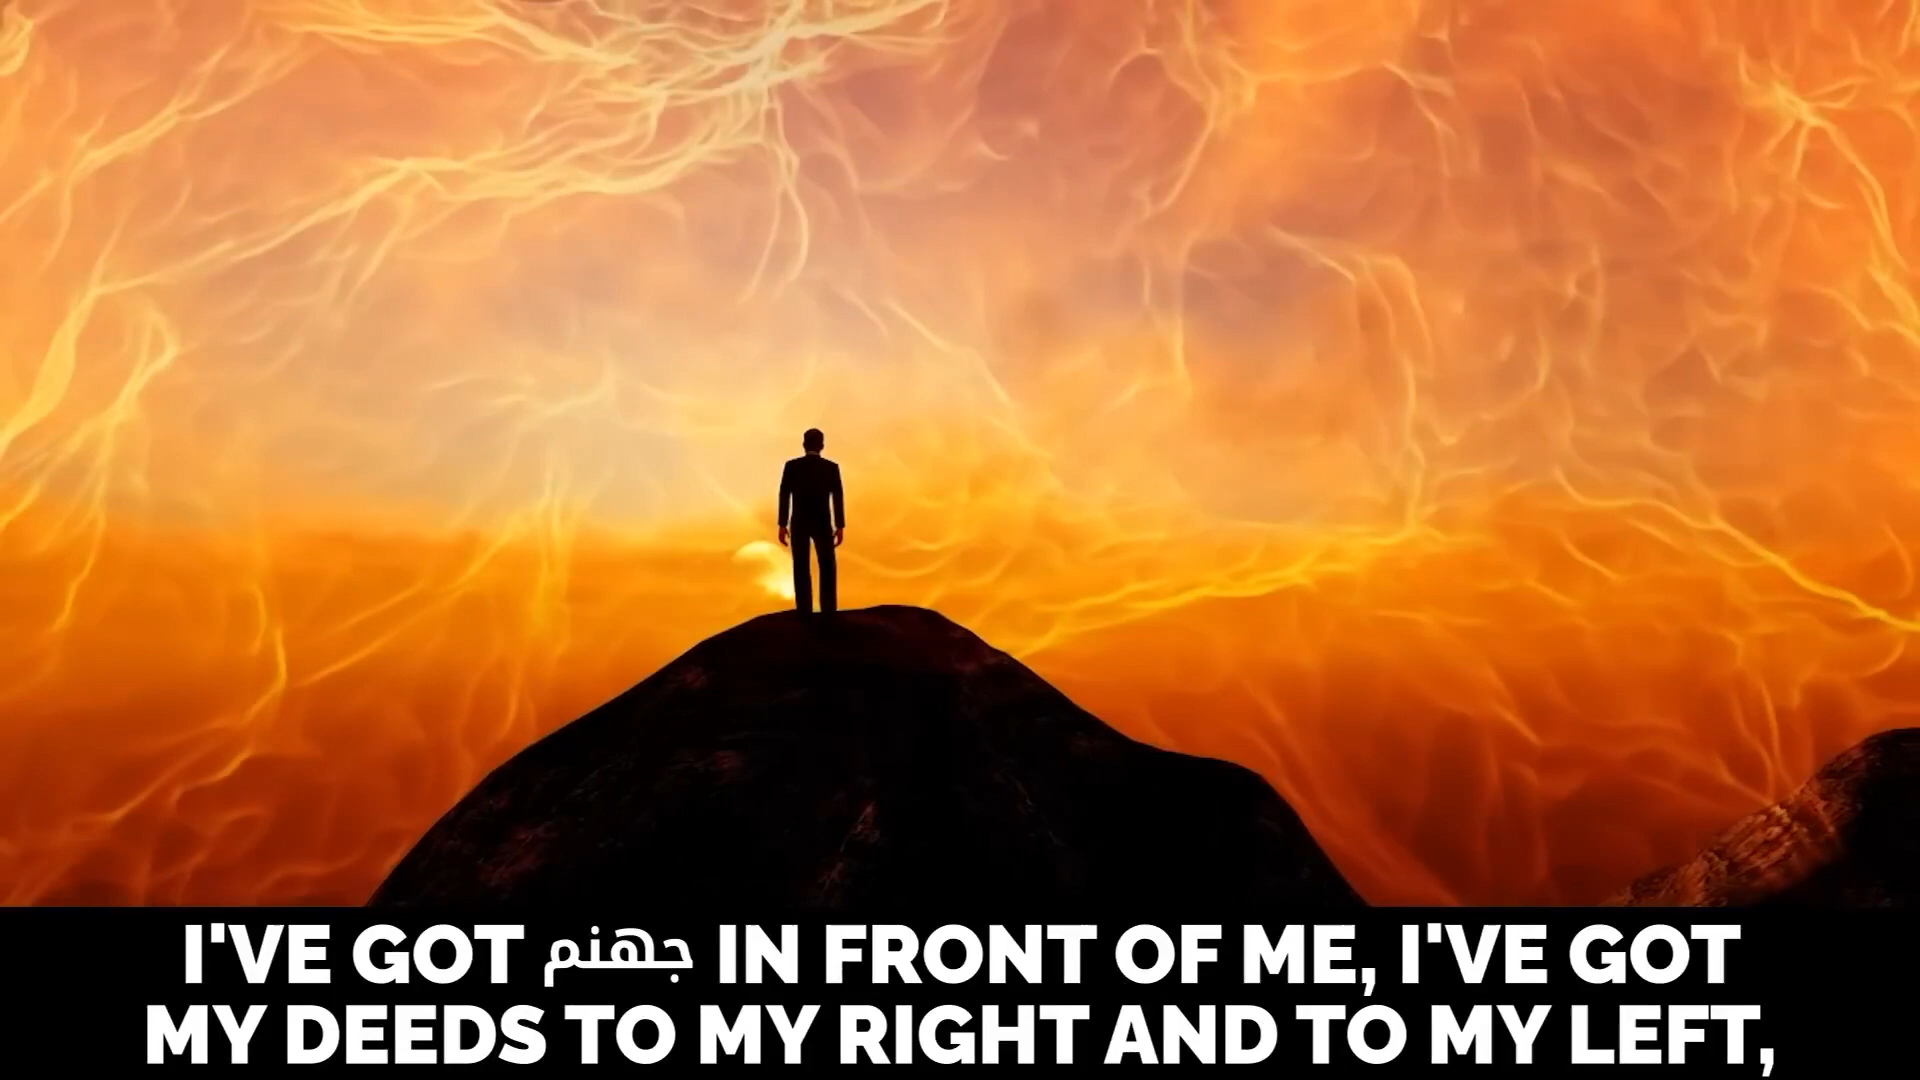 I'VE GOT جهنم IN FRONT OF ME, I'VE GOT
MY DEEDS TO MY RIGHT AND TO MY LEFT,